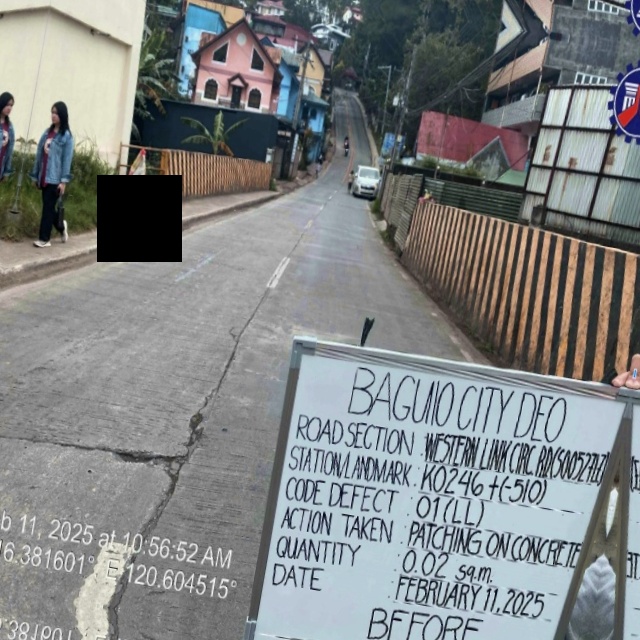 BAGUIO CITY DEO
ROAD SECTION : WESTERN LINK CIRC. RD
STATION/LANDMARK : K0246+(-510)
CODE DEFECT : 01(LL)
ACTION TAKEN : PATCHING ON CONCRETE
QUANTITY : 0.02 sq.m.
DATE : FEBRUARY 11, 2025
BEFORE
b 11, 2025 at 10:56:52 AM
6.381601° E 120.604515°